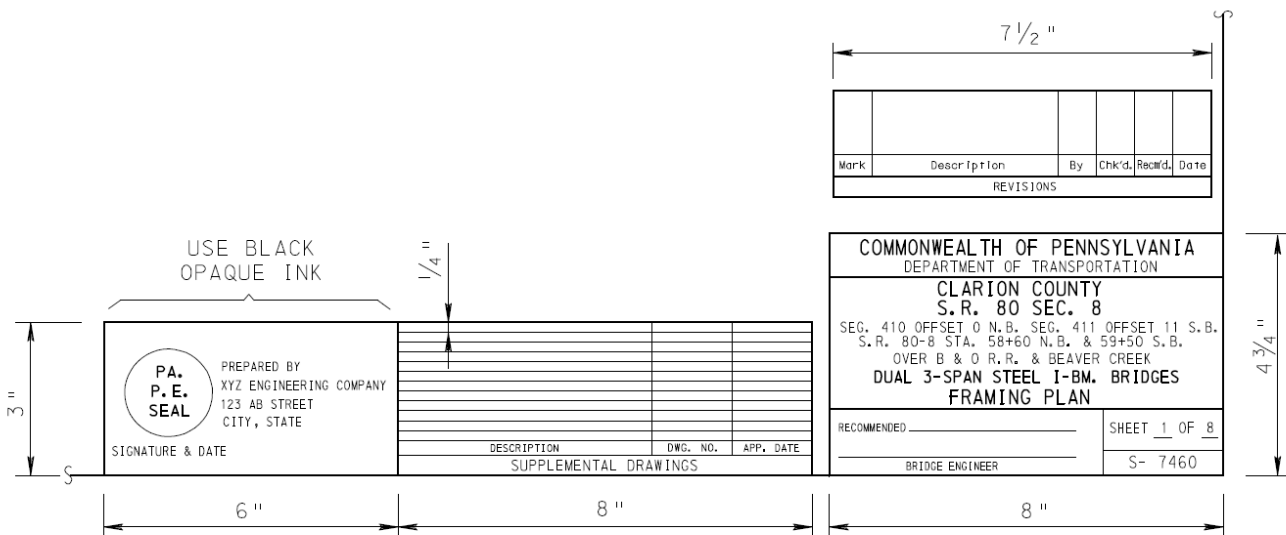 7 1/2 "
Mark Description By Chk'd. Recm'd. Date
REVISIONS
USE BLACK
OPAQUE INK
1/4 "
3 "
PA.
P. E.
SEAL
PREPARED BY
XYZ ENGINEERING COMPANY
123 AB STREET
CITY, STATE
SIGNATURE & DATE
DESCRIPTION DWG. NO. APP. DATE
SUPPLEMENTAL DRAWINGS
COMMONWEALTH OF PENNSYLVANIA
DEPARTMENT OF TRANSPORTATION
CLARION COUNTY
S.R. 80 SEC. 8
SEG. 410 OFFSET 0 N.B. SEG. 411 OFFSET 11 S.B.
S.R. 80-8 STA. 58+60 N.B. & 59+50 S.B.
OVER B & O R.R. & BEAVER CREEK
DUAL 3-SPAN STEEL I-BM. BRIDGES
FRAMING PLAN
RECOMMENDED
BRIDGE ENGINEER
SHEET 1 OF 8
S- 7460
4 3/4 "
6 "
8 "
8 "